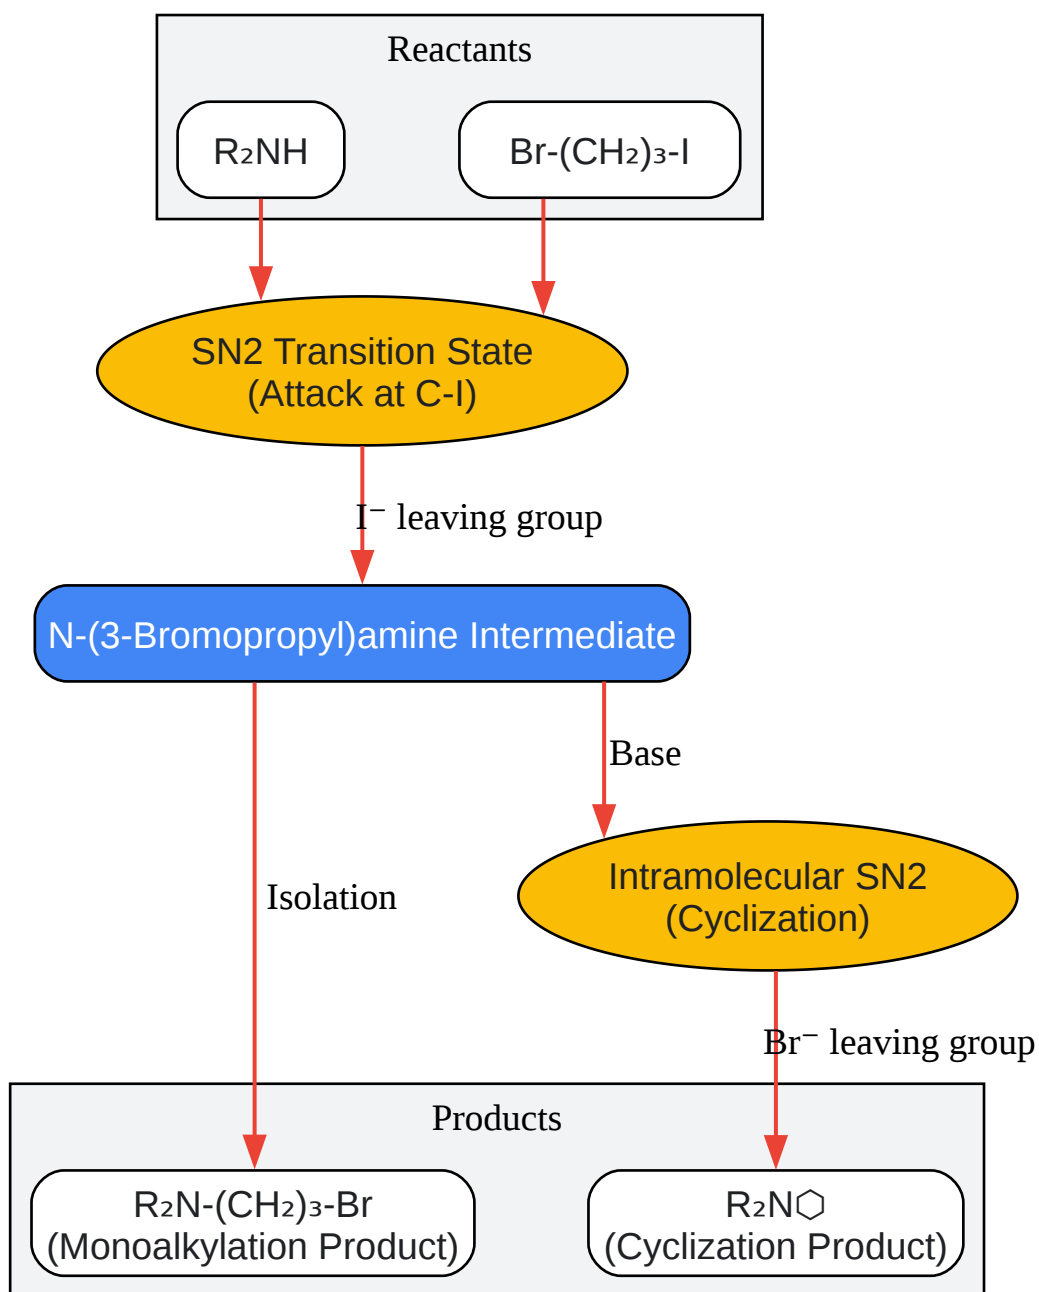 Reactants
R₂NH
Br-(CH₂)₃-I
SN2 Transition State
(Attack at C-I)
I⁻ leaving group
N-(3-Bromopropyl)amine Intermediate
Base
Intramolecular SN2
(Cyclization)
Isolation
Br⁻ leaving group
Products
R₂N-(CH₂)₃-Br
(Monoalkylation Product)
R₂N⬡
(Cyclization Product)